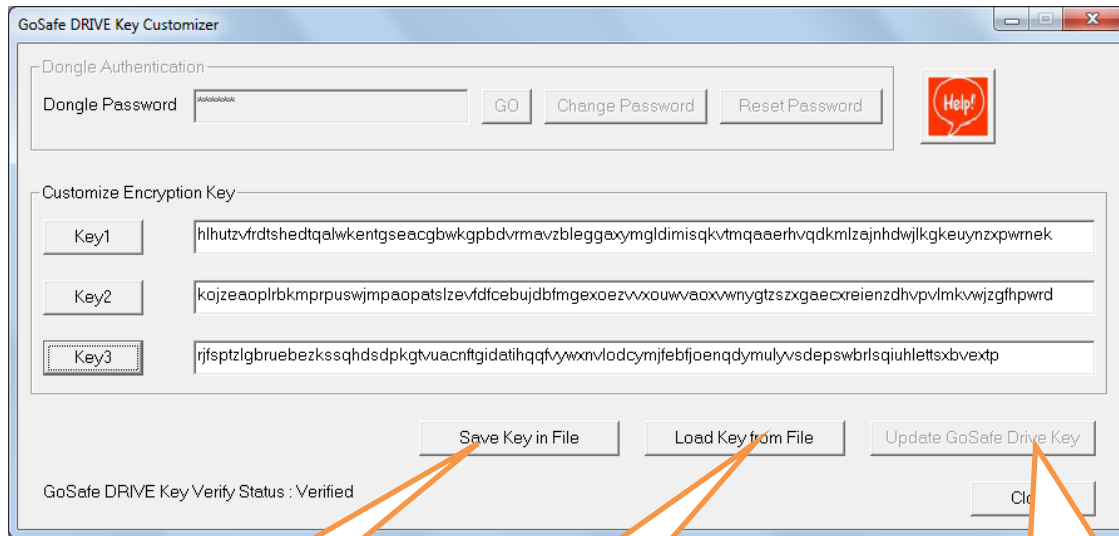 GoSafe DRIVE Key Customizer
Dongle Authentication
Dongle Password ******** GO Change Password Reset Password
Help!
Customize Encryption Key
Key1 hlhutzvfrdtshedtqalwkentgseacgbwkgpbdvrmavzbleggaxymgldimisqkvtmqaaerhvqdkmlzajnhdwjlkgkeuynzxpwrnek
Key2 kojzeaoplrbkmprpuswjmpaopatslzevfdfcebujdbfmgexoezvvxouwvaoxvwnygtzszxgaecxreienzdhvpvlmkvwjzgfhpwrd
Key3 rjfsptzlgbruebezkssqhdsdpkgtvuacnftgidatihqqfvywxnvlodcymjfebfjoenqdymulyvsdepswbrlsqiuhlettsxbvextp
Save Key in File Load Key from File Update GoSafe Drive Key
GoSafe DRIVE Key Verify Status : Verified